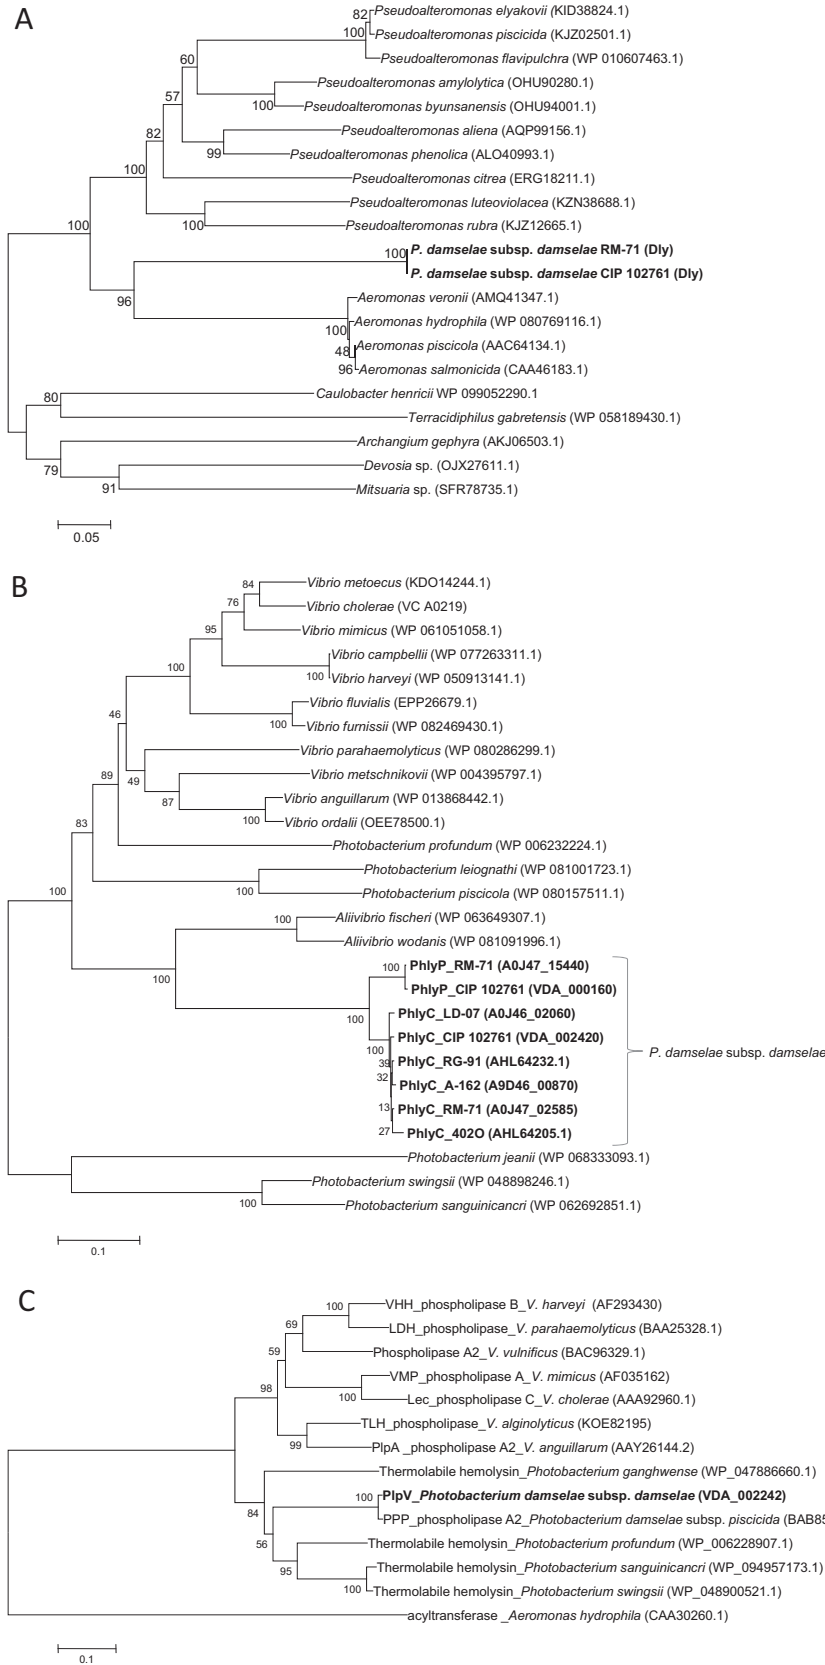 A
82
Pseudoalteromonas elyakovii (KID38824.1)
100
Pseudoalteromonas piscicida (KJZ02501.1)
Pseudoalteromonas flavipulchra (WP 010607463.1)
60
Pseudoalteromonas amylolytica (OHU90280.1)
57
100
Pseudoalteromonas byunsanensis (OHU94001.1)
82
Pseudoalteromonas aliena (AQP99156.1)
99
Pseudoalteromonas phenolica (ALO40993.1)
100
Pseudoalteromonas citrea (ERG18211.1)
Pseudoalteromonas luteoviolacea (KZN38688.1)
100
100
Pseudoalteromonas rubra (KJZ12665.1)
100
P. damselae subsp. damselae RM-71 (Dly)
P. damselae subsp. damselae CIP 102761 (Dly)
96
Aeromonas veronii (AMQ41347.1)
Aeromonas hydrophila (WP 080769116.1)
100
48
Aeromonas piscicola (AAC64134.1)
96
Aeromonas salmonicida (CAA46183.1)
80
Caulobacter henricii WP 099052290.1
Terracidiphilus gabretensis (WP 058189430.1)
Archangium gephyra (AKJ06503.1)
79
Devosia sp. (OJX27611.1)
91
Mitsuaria sp. (SFR78735.1)
0.05
B
84
Vibrio metoecus (KDO14244.1)
76
Vibrio cholerae (VC A0219)
95
Vibrio mimicus (WP 061051058.1)
Vibrio campbellii (WP 077263311.1)
100
100
Vibrio harveyi (WP 050913141.1)
Vibrio fluvialis (EPP26679.1)
46
100
Vibrio furnissii (WP 082469430.1)
Vibrio parahaemolyticus (WP 080286299.1)
89
49
Vibrio metschnikovii (WP 004395797.1)
87
Vibrio anguillarum (WP 013868442.1)
83
100
Vibrio ordalii (OEE78500.1)
Photobacterium profundum (WP 006232224.1)
Photobacterium leiognathi (WP 081001723.1)
100
100
Photobacterium piscicola (WP 080157511.1)
100
Aliivibrio fischeri (WP 063649307.1)
Aliivibrio wodanis (WP 081091996.1)
100
100
PhlyP_RM-71 (A0J47_15440)
PhlyP_CIP 102761 (VDA_000160)
100
PhlyC_LD-07 (A0J46_02060)
PhlyC_CIP 102761 (VDA_002420)
100
39
PhlyC_RG-91 (AHL64232.1)
P. damselae subsp. damselae
32
PhlyC_A-162 (A9D46_00870)
13
PhlyC_RM-71 (A0J47_02585)
27
PhlyC_402O (AHL64205.1)
Photobacterium jeanii (WP 068333093.1)
Photobacterium swingsii (WP 048898246.1)
100
Photobacterium sanguinicancri (WP 062692851.1)
0.1
C
100
VHH_phospholipase B_V. harveyi (AF293430)
69
LDH_phospholipase_V. parahaemolyticus (BAA25328.1)
59
Phospholipase A2_V. vulnificus (BAC96329.1)
VMP_phospholipase A_V. mimicus (AF035162)
98
100
Lec_phospholipase C_V. cholerae (AAA92960.1)
TLH_phospholipase_V. alginolyticus (KOE82195)
99
PlpA _phospholipase A2_V. anguillarum (AAY26144.2)
Thermolabile hemolysin_Photobacterium ganghwense (WP_047886660.1)
100
PlpV_Photobacterium damselae subsp. damselae (VDA_002242)
84
PPP_phospholipase A2_Photobacterium damselae subsp. piscicida (BAB85
56
Thermolabile hemolysin_Photobacterium profundum (WP_006228907.1)
95
Thermolabile hemolysin_Photobacterium sanguinicancri (WP_094957173.1)
100
Thermolabile hemolysin_Photobacterium swingsii (WP_048900521.1)
acyltransferase _Aeromonas hydrophila (CAA30260.1)
0.1